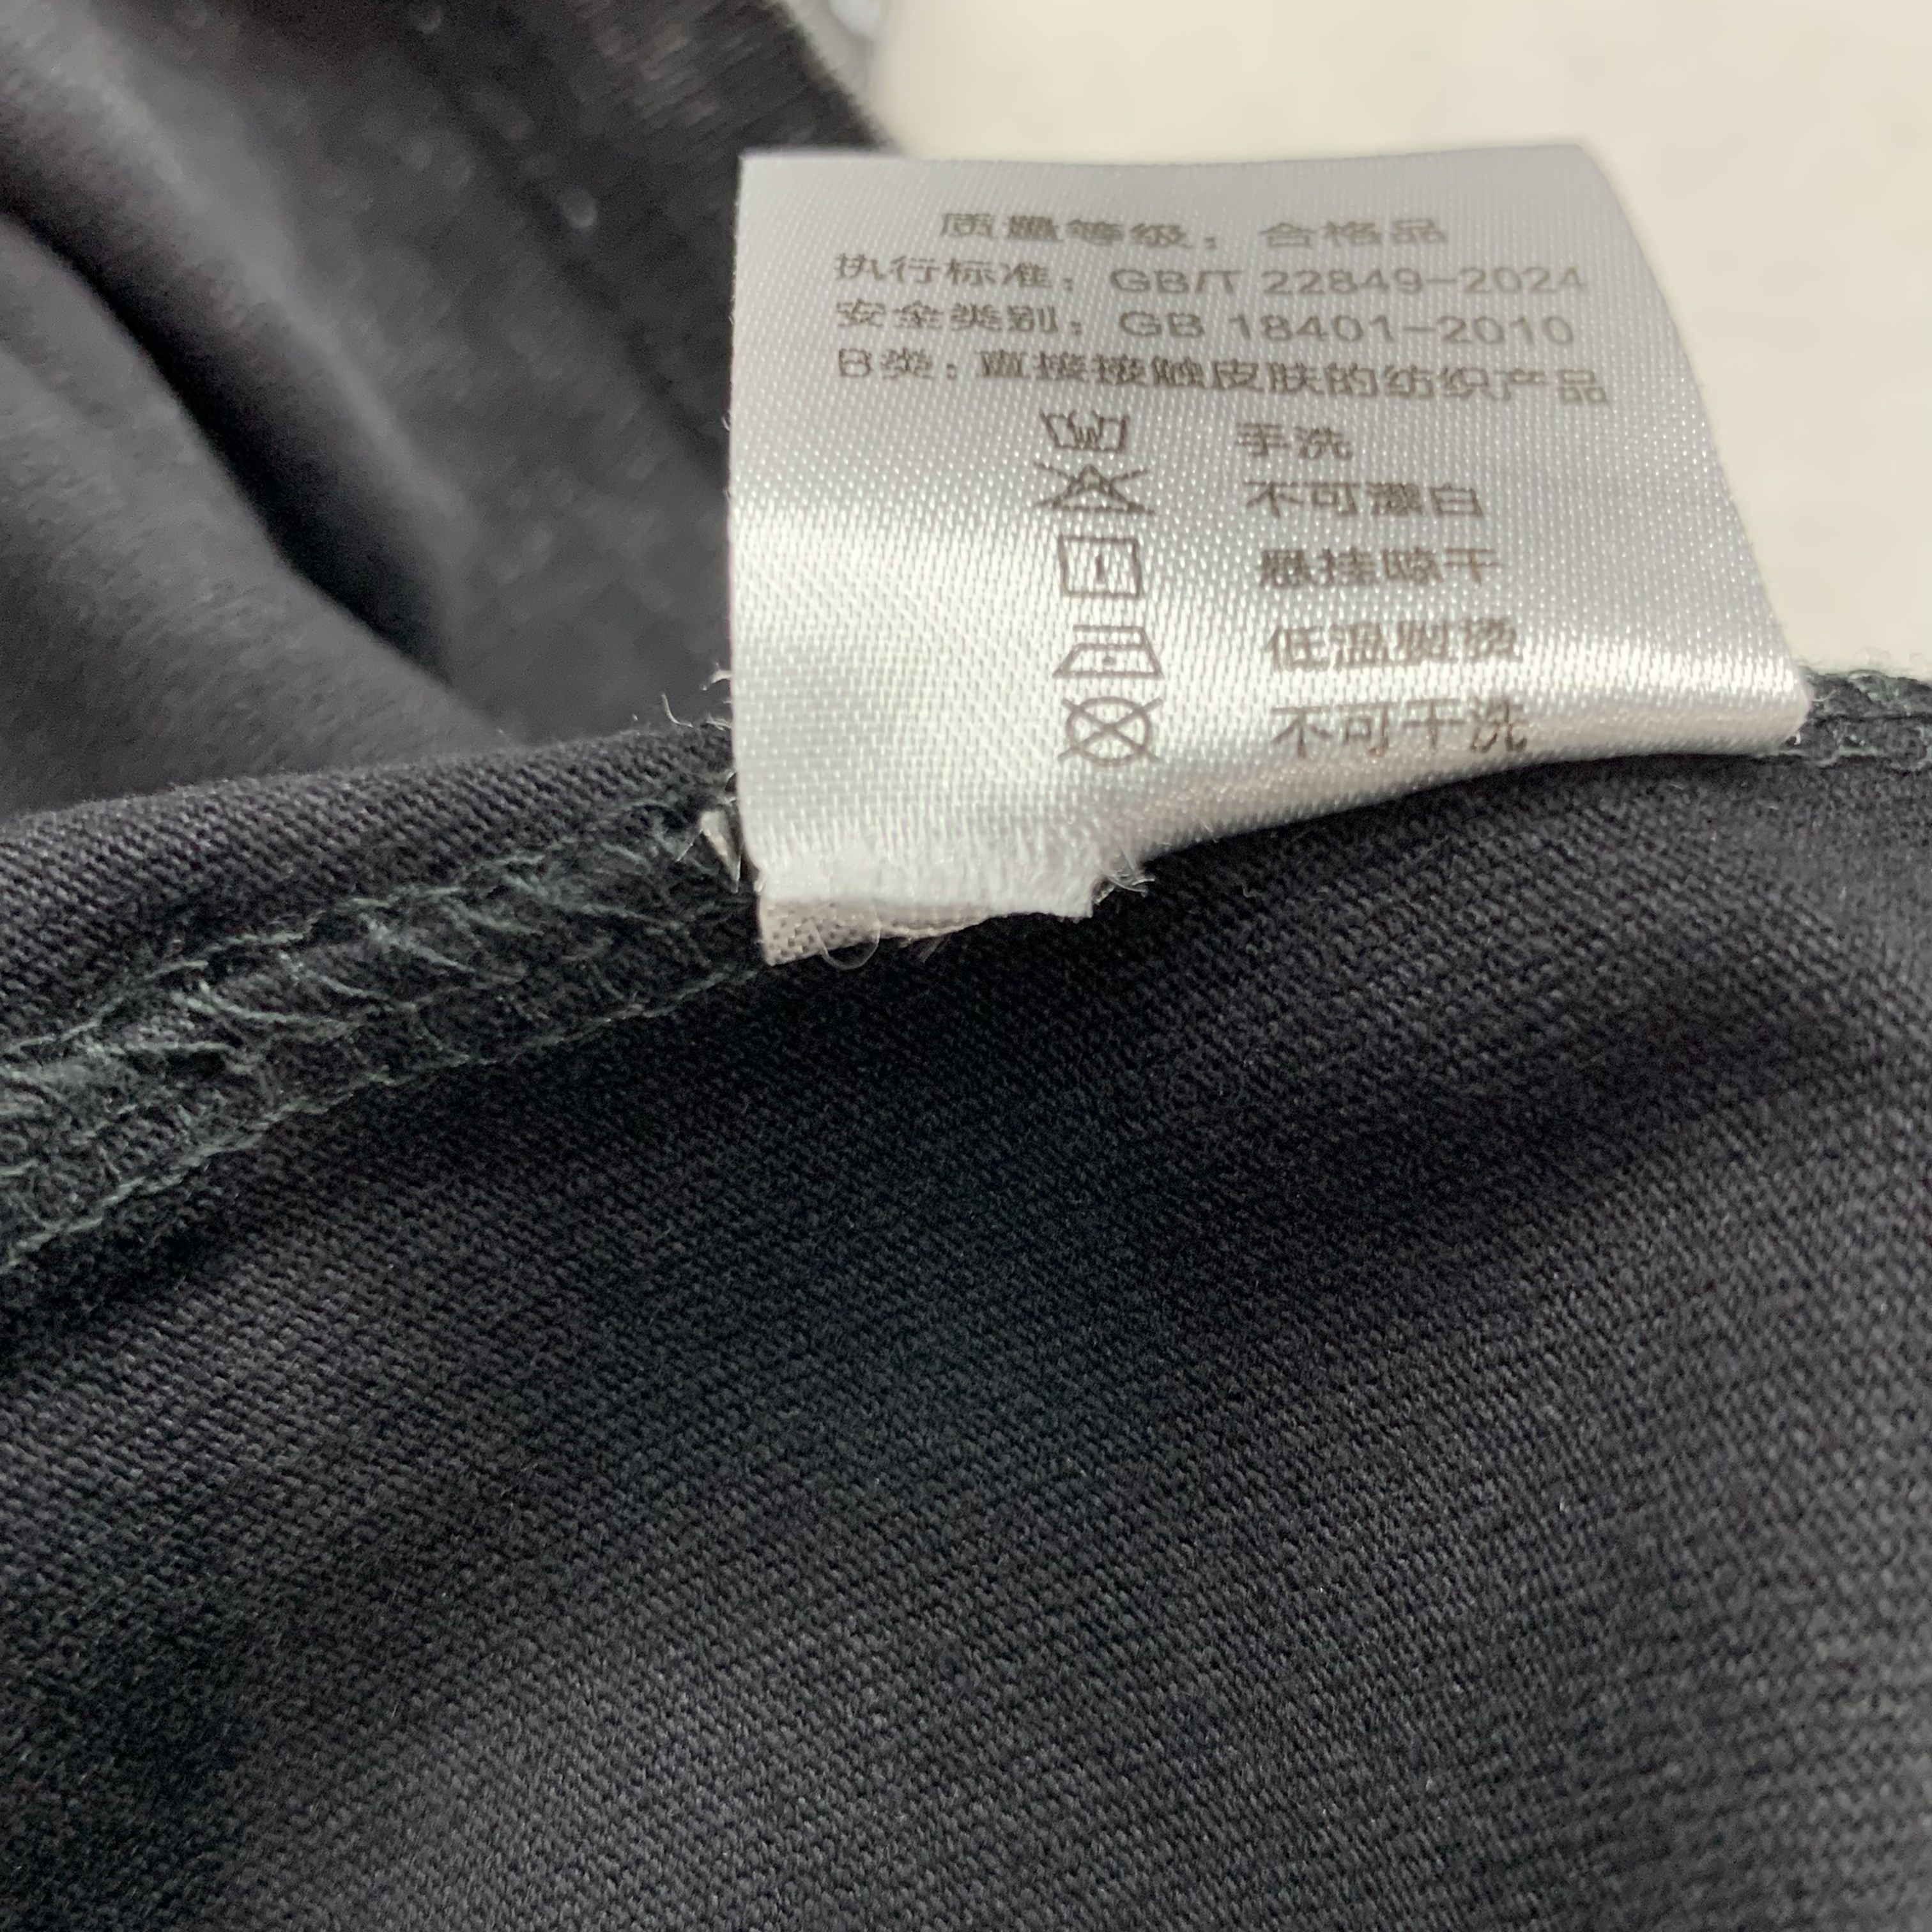 质量等级：合格品
执行标准：GB/T 22849-2024
安全类别：GB 18401-2010
B类：直接接触皮肤的纺织产品
手洗
不可漂白
悬挂晾干
低温熨烫
不可干洗